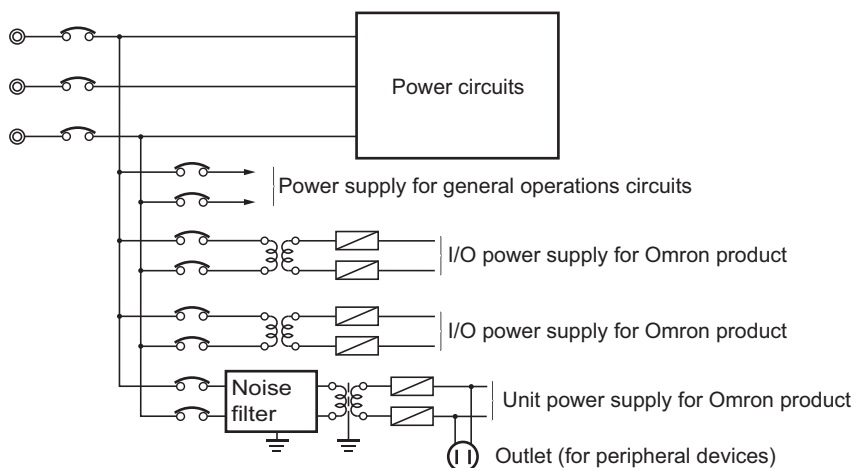 Power circuits
Power supply for general operations circuits
I/O power supply for Omron product
I/O power supply for Omron product
Noise
filter
Unit power supply for Omron product
Outlet (for peripheral devices)